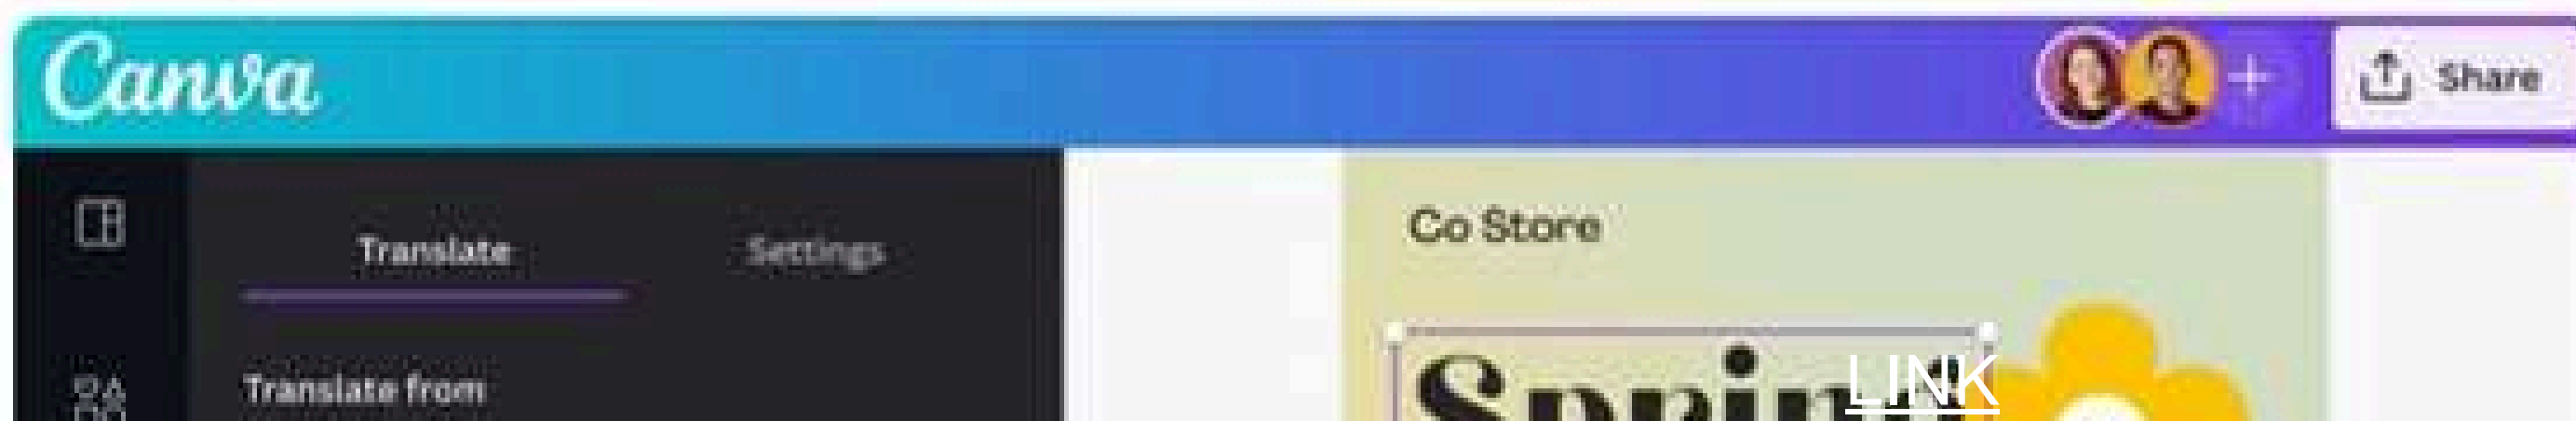 Canva
Share
Translate Settings
Co Store
Translate from
LINK